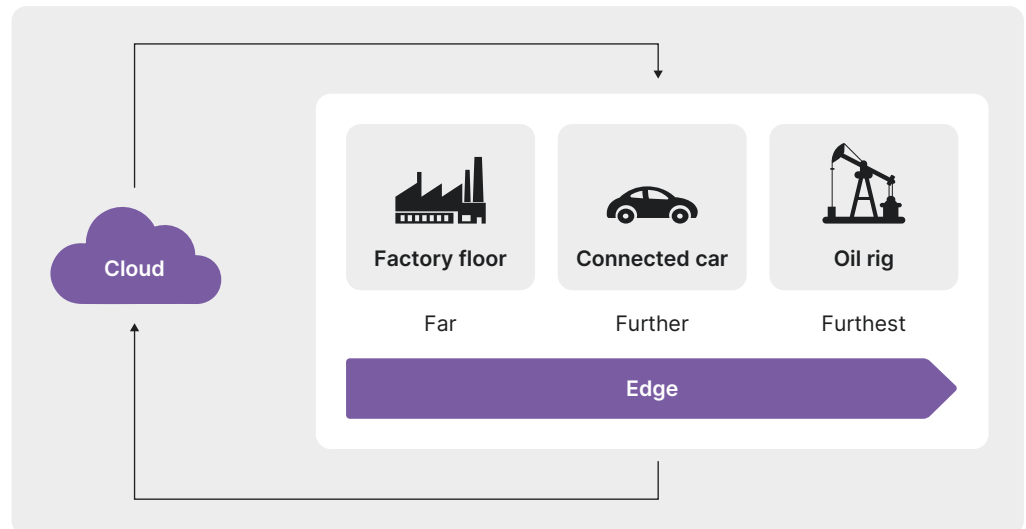 Cloud
Factory floor
Connected car
Oil rig
Far
Further
Furthest
Edge